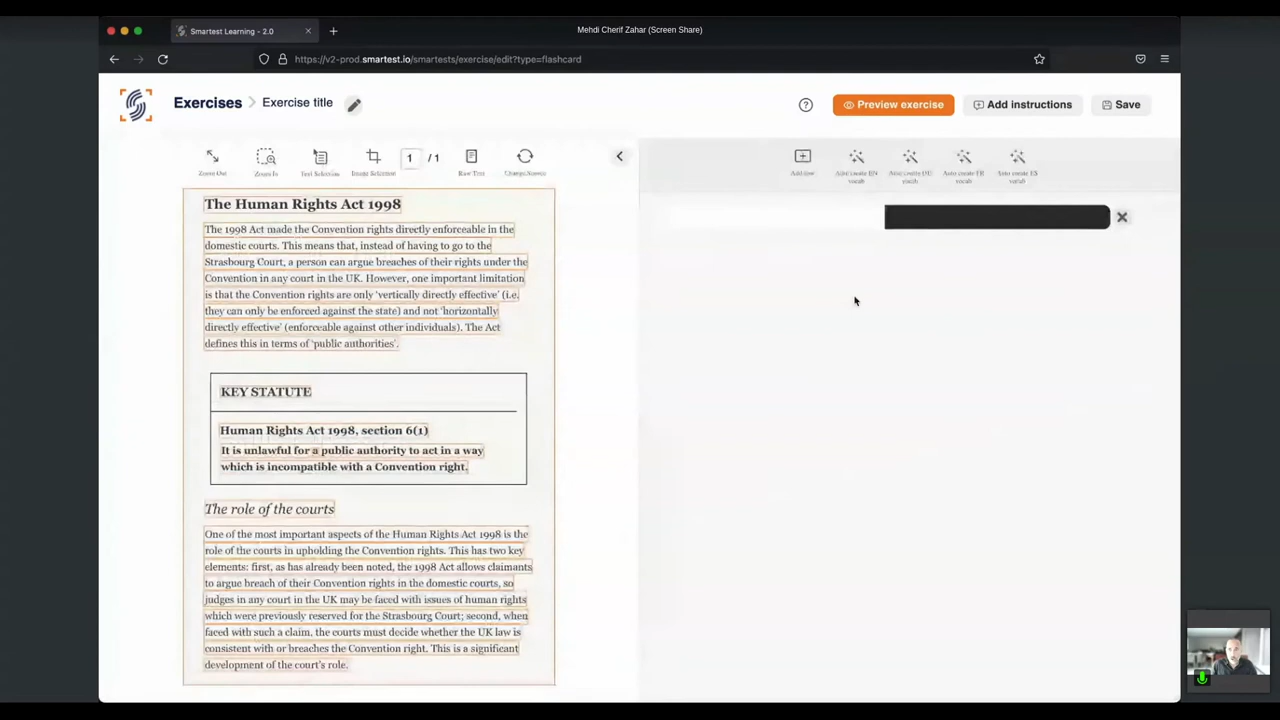 Smartest Learning - 2.0
Mehdi Cherif Zahar (Screen Share)
https://v2-prod.smartest.io/smartests/exercise/edit?type=flashcard
Exercises > Exercise title
Preview exercise
Add instructions
Save
1 / 1
Zoom Out
Zoom In
Text Selection
Image Selection
Raw Text
Change Source
Add row
Auto create EN vocab
Auto create DE vocab
Auto create FR vocab
Auto create ES vocab
The Human Rights Act 1998
The 1998 Act made the Convention rights directly enforceable in the
domestic courts. This means that, instead of having to go to the
Strasbourg Court, a person can argue breaches of their rights under the
Convention in any court in the UK. However, one important limitation
is that the Convention rights are only 'vertically directly effective' (i.e.
they can only be enforced against the state) and not 'horizontally
directly effective' (enforceable against other individuals). The Act
defines this in terms of 'public authorities'.
KEY STATUTE
Human Rights Act 1998, section 6(1)
It is unlawful for a public authority to act in a way
which is incompatible with a Convention right.
The role of the courts
One of the most important aspects of the Human Rights Act 1998 is the
role of the courts in upholding the Convention rights. This has two key
elements: first, as has already been noted, the 1998 Act allows claimants
to argue breach of their Convention rights in the domestic courts, so
judges in any court in the UK may be faced with issues of human rights
which were previously reserved for the Strasbourg Court; second, when
faced with such a claim, the courts must decide whether the UK law is
consistent with or breaches the Convention right. This is a significant
development of the court's role.